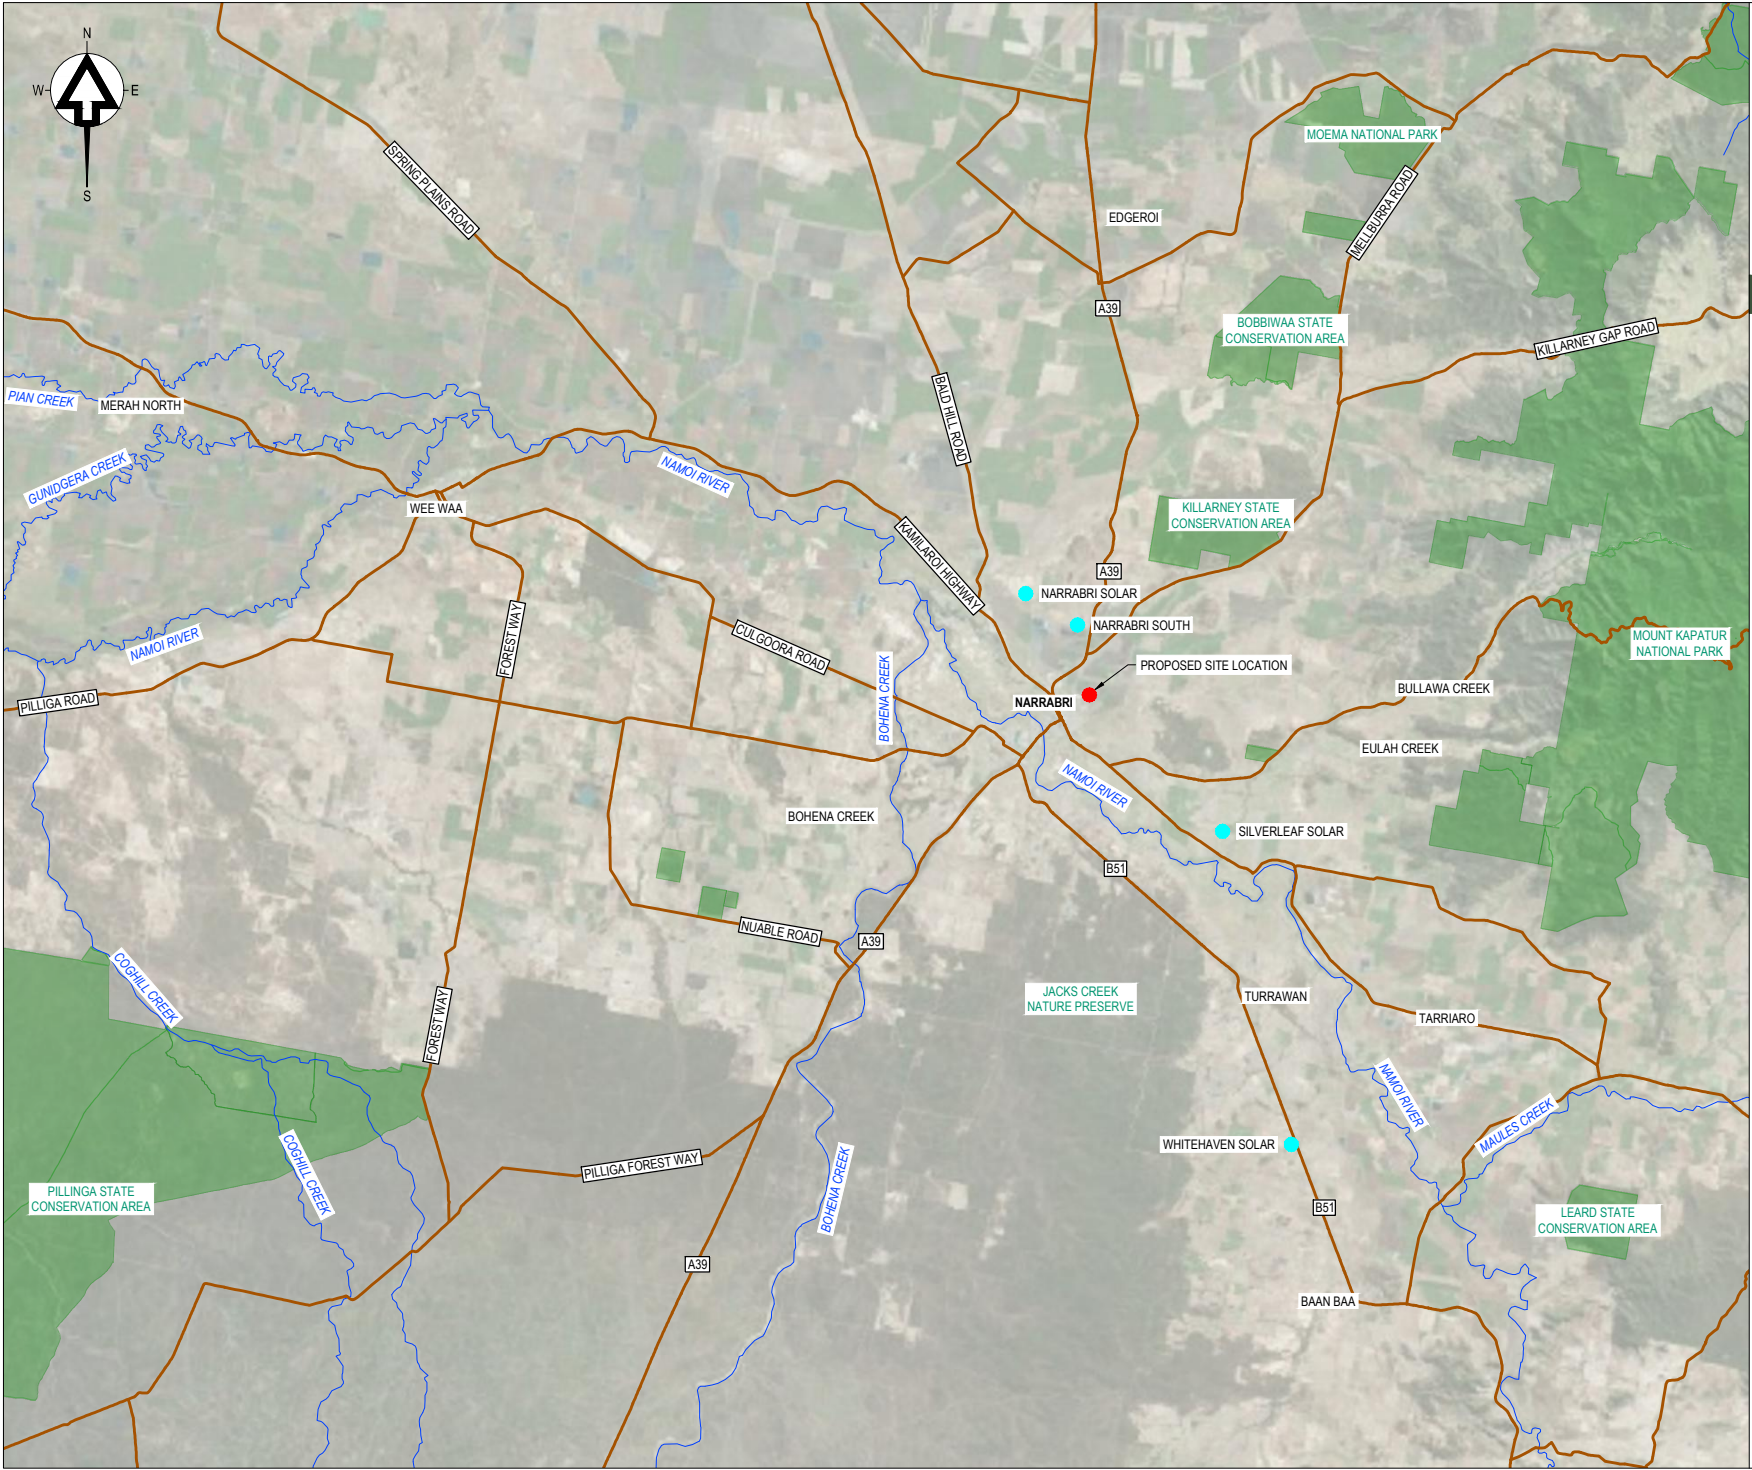 N
W
E
S
SPRING PLAINS ROAD
MOEMA NATIONAL PARK
MELLBURRA ROAD
EDGEROI
A39
BOBBIWAA STATE
CONSERVATION AREA
KILLARNEY GAP ROAD
PIAN CREEK
MERAH NORTH
BALD HILL ROAD
GUNIDGERA CREEK
NAMOI RIVER
WEE WAA
KILLARNEY STATE
CONSERVATION AREA
KAMILAROI HIGHWAY
A39
NARRABRI SOLAR
NARRABRI SOUTH
FOREST WAY
CULGOORA ROAD
NAMOI RIVER
MOUNT KAPATUR
NATIONAL PARK
PROPOSED SITE LOCATION
BOHENA CREEK
PILLIGA ROAD
NARRABRI
BULLAWA CREEK
EULAH CREEK
NAMOI RIVER
BOHENA CREEK
SILVERLEAF SOLAR
B51
NUABLE ROAD
A39
COGHILL CREEK
JACKS CREEK
NATURE PRESERVE
TURRAWAN
TARRIARO
FOREST WAY
NAMOI RIVER
MAULES CREEK
WHITEHAVEN SOLAR
COGHILL CREEK
PILLIGA FOREST WAY
BOHENA CREEK
PILLINGA STATE
CONSERVATION AREA
B51
LEARD STATE
CONSERVATION AREA
A39
BAAN BAA